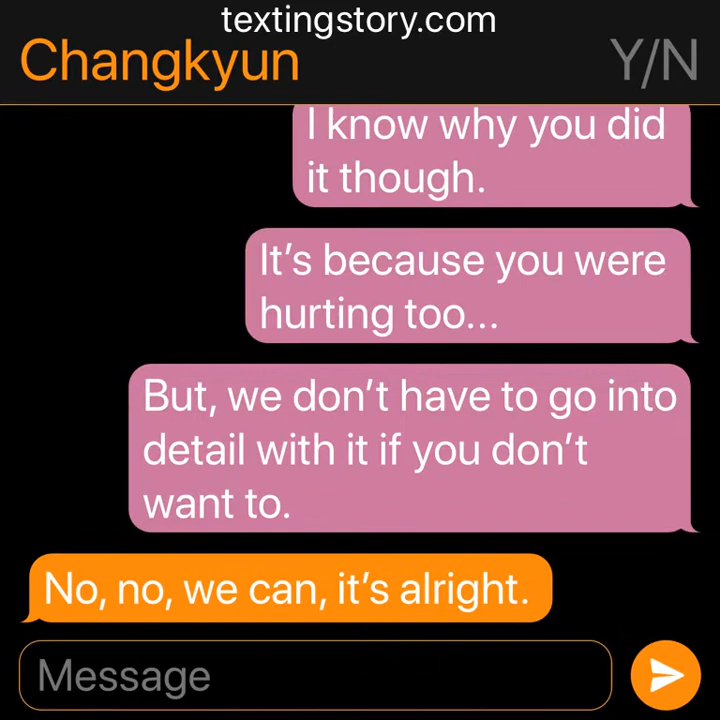 textingstory.com
Changkyun
Y/N
I know why you did
it though.
It’s because you were
hurting too...
But, we don’t have to go into
detail with it if you don’t
want to.
No, no, we can, it’s alright.
Message